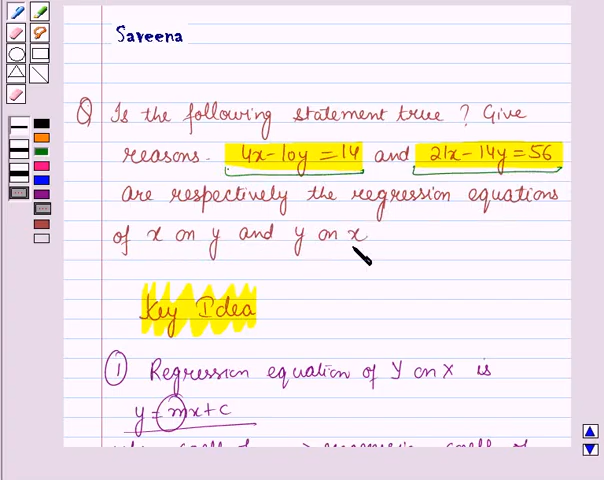 Saveena
Q Is the following statement true ? Give
reasons. 4x-10y = 14 and 21x-14y = 56
are respectively the regression equations
of x on y and y on x
Key Idea
① Regression equation of Y on X is
y = mx+c